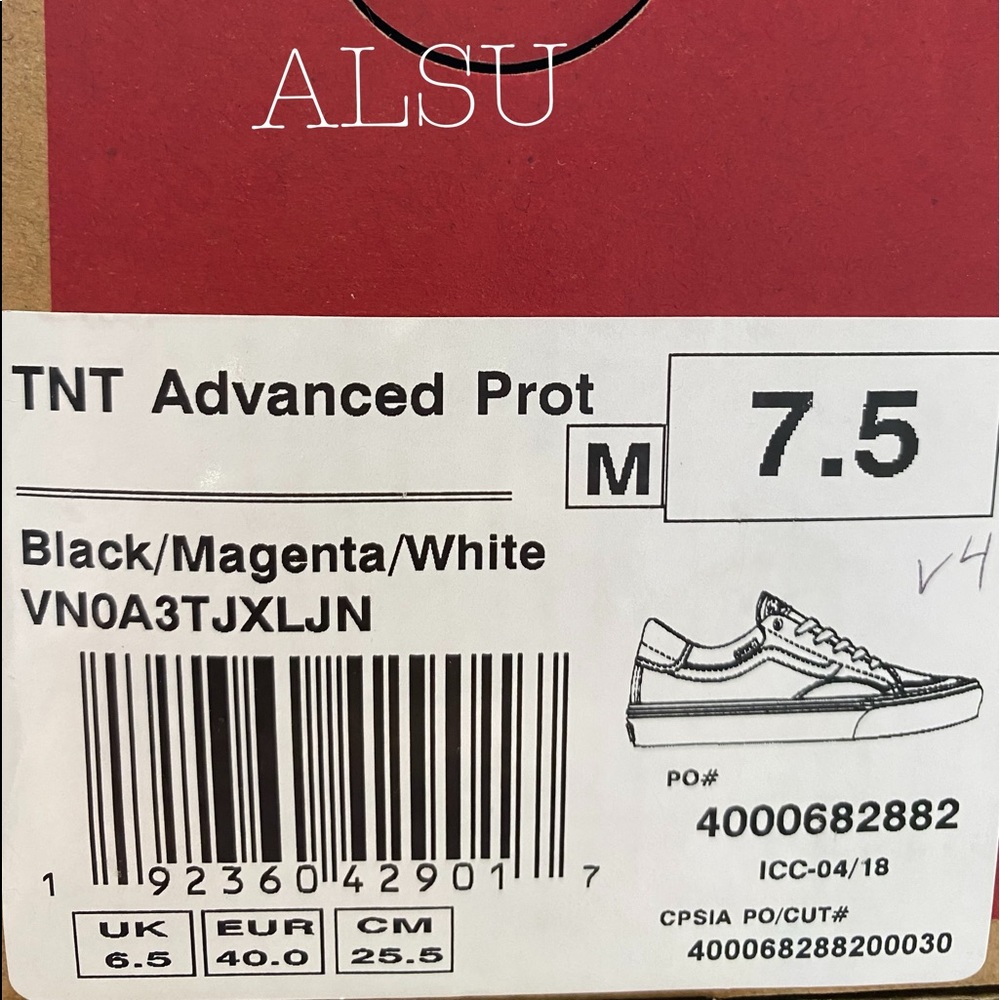 ALSU
TNT Advanced Prot
M
7.5
Black/Magenta/White
VN0A3TJXLJN
v4
1 92360 42901 7
PO#
4000682882
ICC-04/18
CPSIA PO/CUT#
400068288200030
UK
6.5
EUR
40.0
CM
25.5